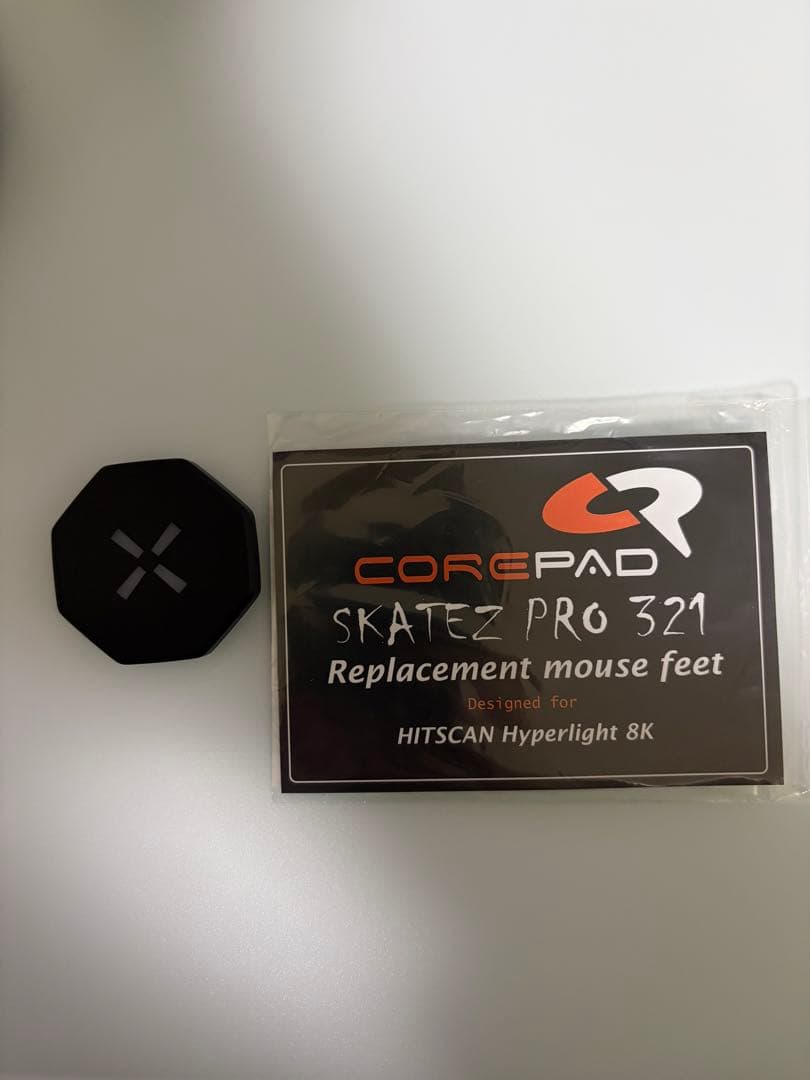 COREPAD
SKATEZ PRO 321
Replacement mouse feet
Designed for
HITSCAN Hyperlight 8K